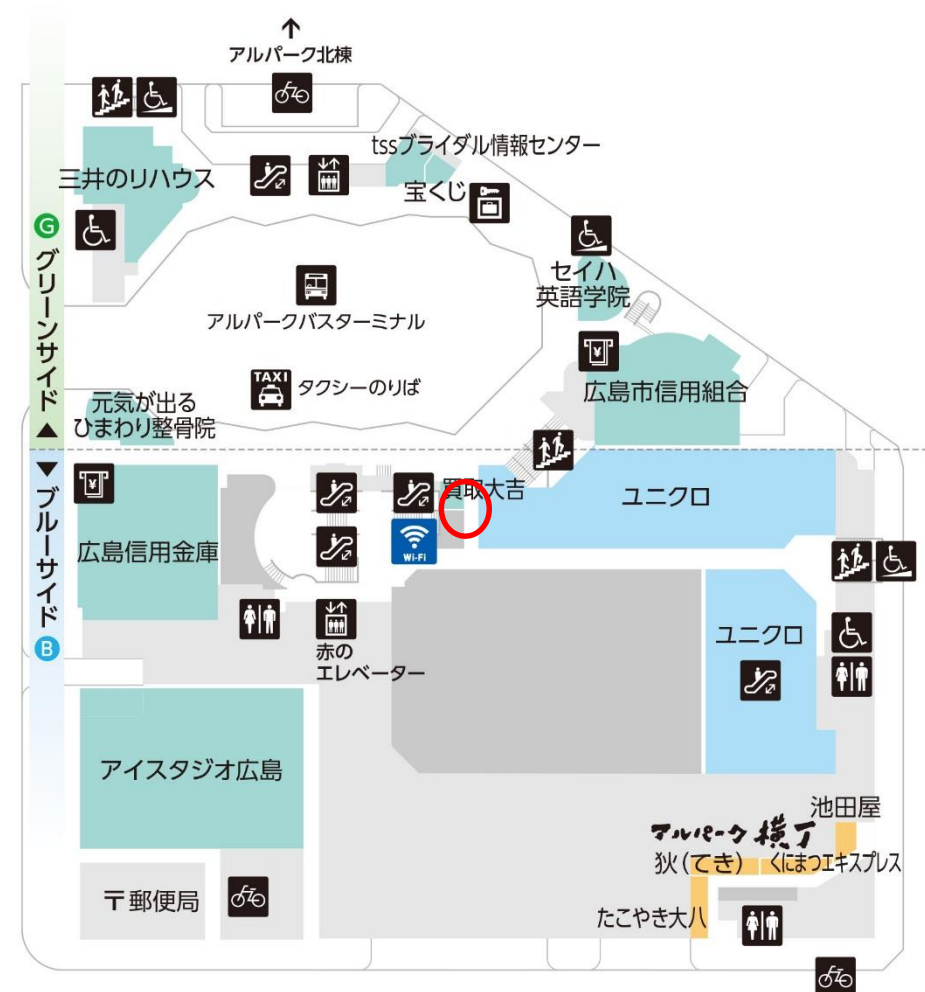 アルパーク北棟
tssブライダル情報センター
三井のリハウス
宝くじ
G グリーンサイド ▲
セイハ
英語学院
アルパークバスターミナル
TAXI
タクシーのりば
¥
広島市信用組合
元気が出る
ひまわり整骨院
▼ ブルーサイド B
¥
買取大吉
ユニクロ
Wi-Fi
広島信用金庫
ユニクロ
赤の
エレベーター
アイスタジオ広島
池田屋
アルパーク横丁
狄(てき)
くにまつエキスプレス
〒郵便局
たこやき大八